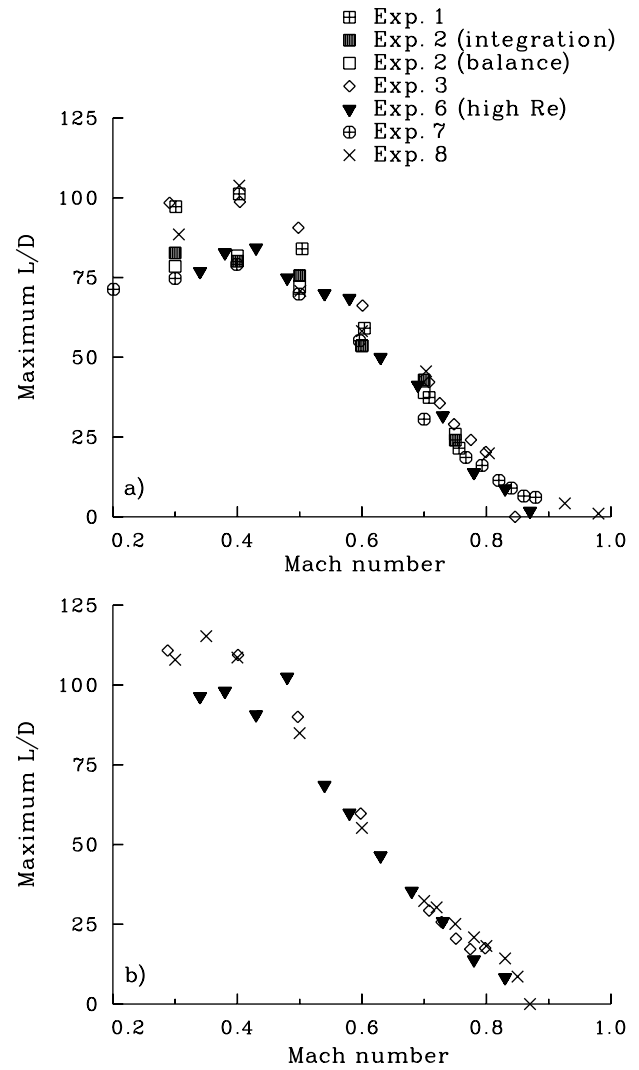 Exp. 1
Exp. 2 (integration)
Exp. 2 (balance)
Exp. 3
Exp. 6 (high Re)
Exp. 7
Exp. 8
125
100
75
50
25
0
Maximum L/D
a)
0.2 0.4 0.6 0.8 1.0
Mach number
125
100
75
50
25
0
Maximum L/D
b)
0.2 0.4 0.6 0.8 1.0
Mach number